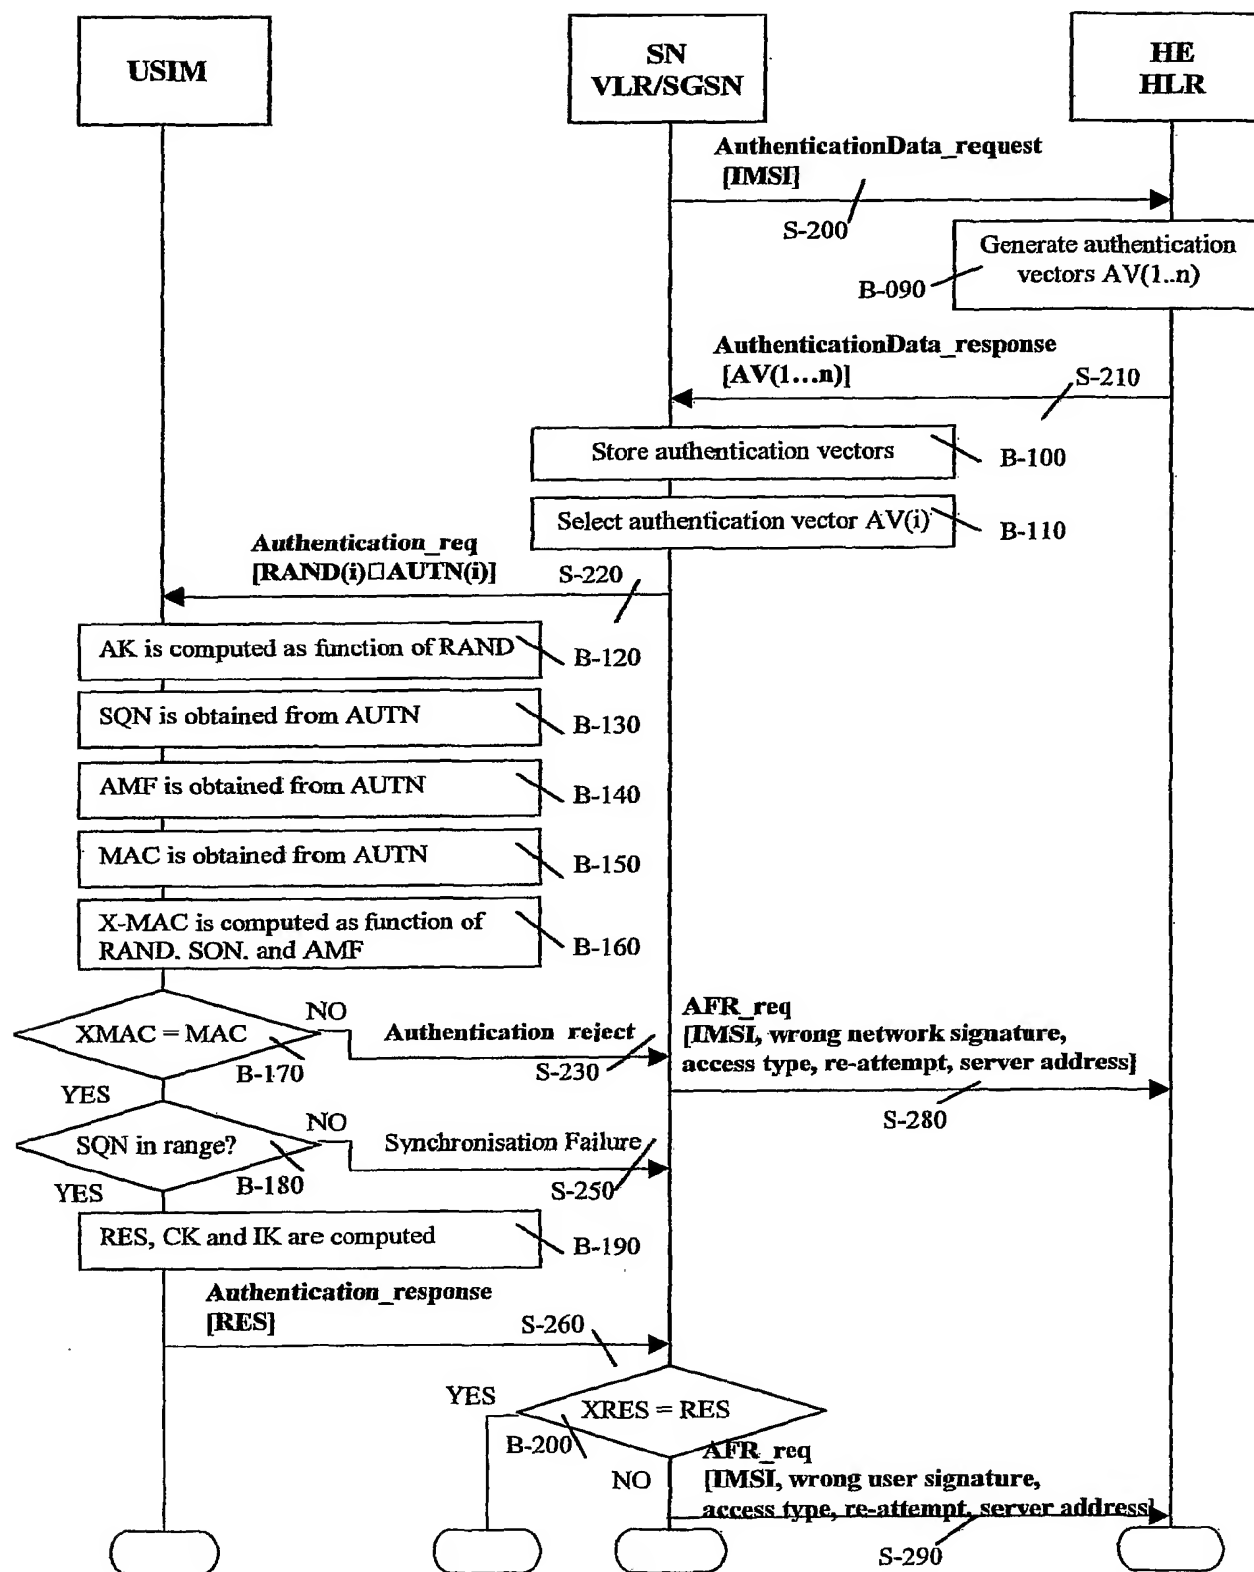 USIM
SN
VLR/SGSN
HE
HLR
AuthenticationData_request
[IMSI]
S-200
Generate authentication
vectors AV(1..n)
B-090
AuthenticationData_response
[AV(1...n)]
S-210
Store authentication vectors
B-100
Select authentication vector AV(i)
B-110
Authentication_req
[RAND(i)□AUTN(i)]
S-220
AK is computed as function of RAND
B-120
SQN is obtained from AUTN
B-130
AMF is obtained from AUTN
B-140
MAC is obtained from AUTN
B-150
X-MAC is computed as function of
RAND. SON. and AMF
B-160
XMAC = MAC
NO
B-170
YES
Authentication reject
S-230
AFR_req
[IMSI, wrong network signature,
access type, re-attempt, server address]
S-280
SQN in range?
NO
B-180
YES
Synchronisation Failure
S-250
RES, CK and IK are computed
B-190
Authentication_response
[RES]
S-260
YES
XRES = RES
B-200
NO
AFR_req
[IMSI, wrong user signature,
access type, re-attempt, server address]
S-290